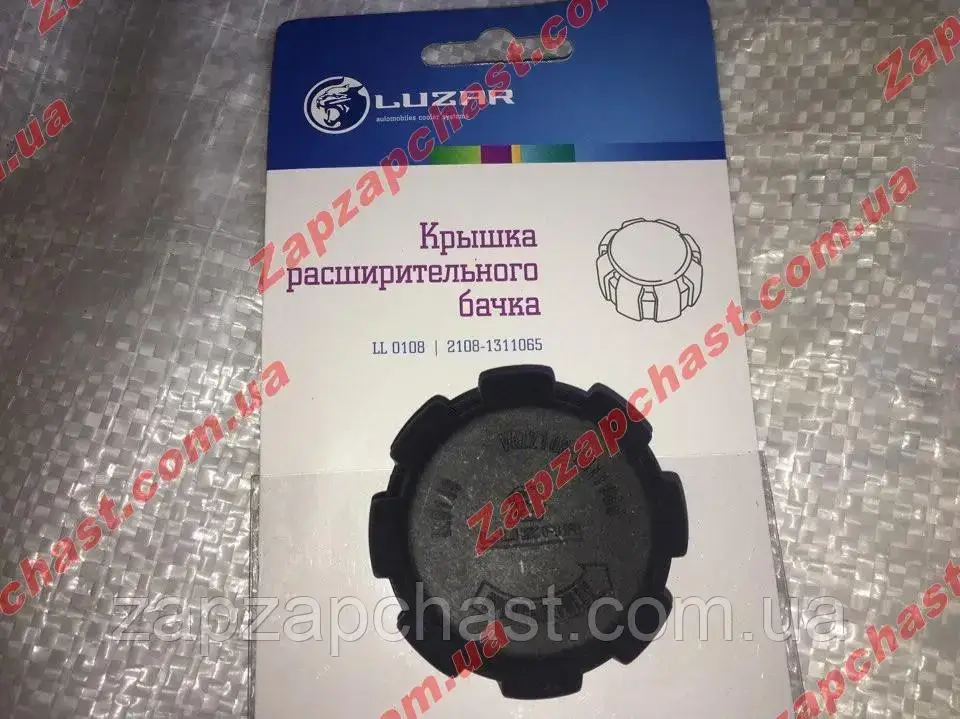 LUZAR
automobiles cooler systems
Крышка
расширительного
бачка
LL 0108 | 2108-1311065
LUZAR
zapzapchast.com.ua
Zapzapchast.com.ua
Zapzapchast.com.ua
Zapzapchast.com.ua